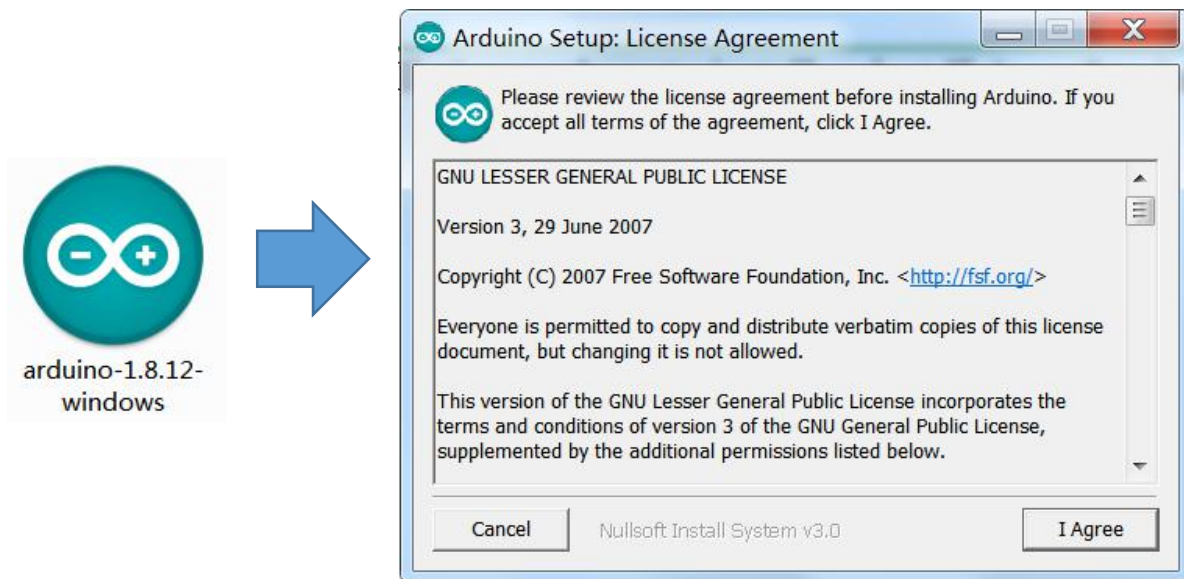 arduino-1.8.12-
windows
Arduino Setup: License Agreement
Please review the license agreement before installing Arduino. If you
accept all terms of the agreement, click I Agree.
GNU LESSER GENERAL PUBLIC LICENSE
Version 3, 29 June 2007
Copyright (C) 2007 Free Software Foundation, Inc. <http://fsf.org/>
Everyone is permitted to copy and distribute verbatim copies of this license
document, but changing it is not allowed.
This version of the GNU Lesser General Public License incorporates the
terms and conditions of version 3 of the GNU General Public License,
supplemented by the additional permissions listed below.
Cancel
Nullsoft Install System v3.0
I Agree